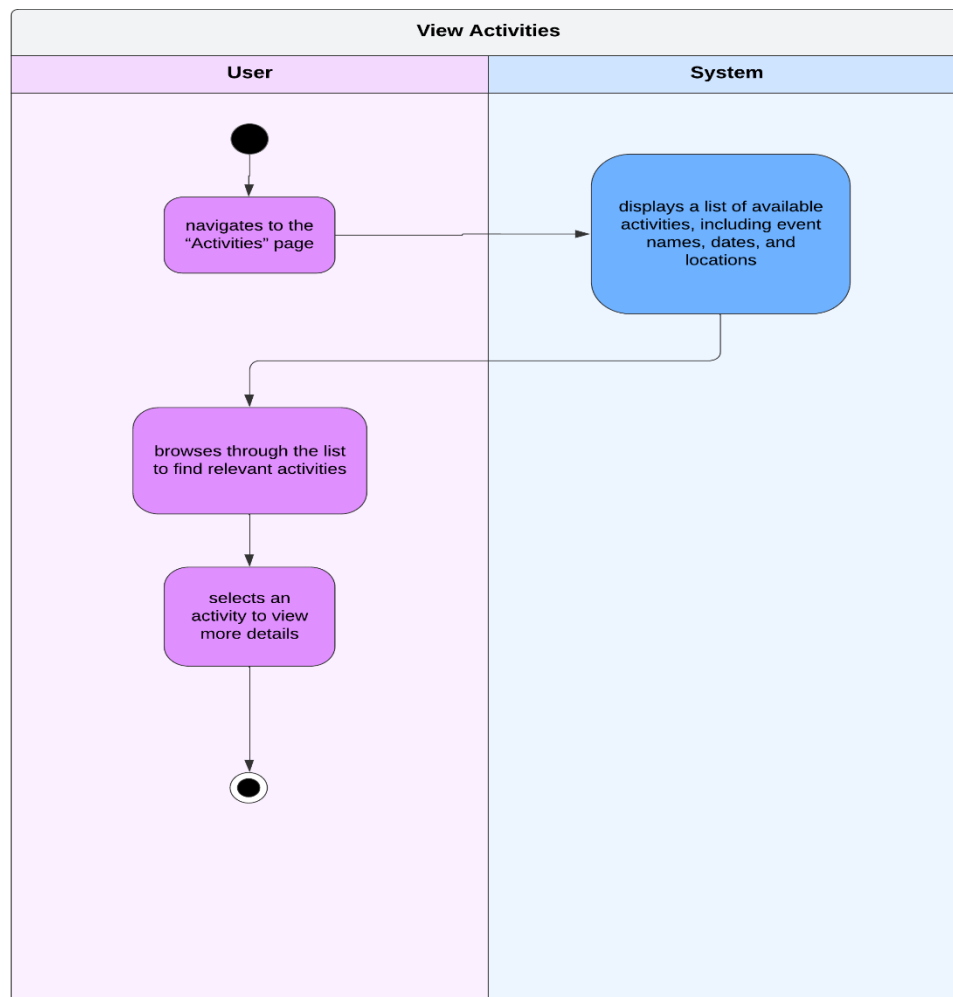 View Activities
User
System
navigates to the
“Activities” page
displays a list of available
activities, including event
names, dates, and
locations
browses through the list
to find relevant activities
selects an
activity to view
more details